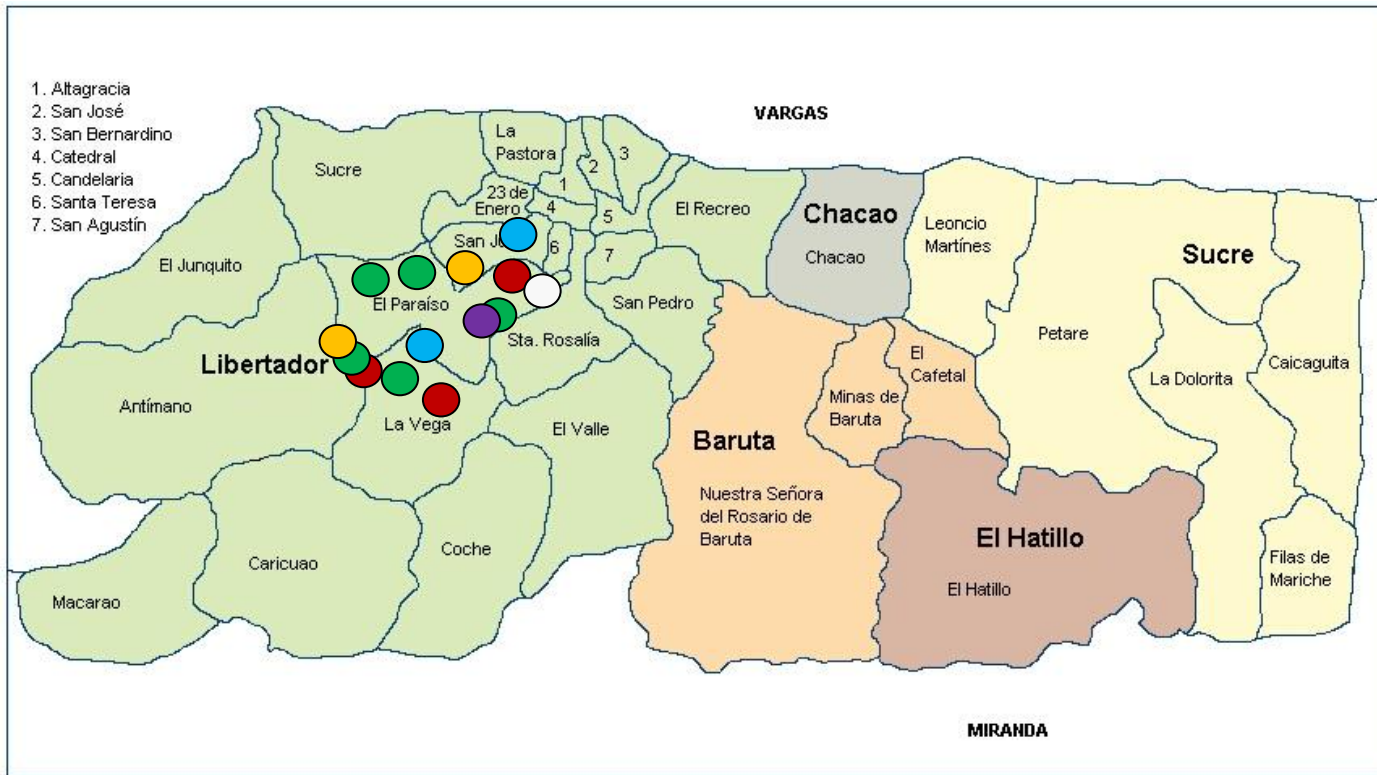 1. Altagracia
2. San José
3. San Bernardino
4. Catedral
5. Candelaria
6. Santa Teresa
7. San Agustín
VARGAS
La
Pastora
Sucre
2
3
1
23 de
Enero
4
5
El Recreo
Chacao
Leoncio
Martínes
San
6
7
Chacao
Sucre
El Junquito
El Paraíso
San Pedro
Sta. Rosalía
Petare
Libertador
El
Cafetal
Caicaguita
La Dolorita
Antímano
Minas de
Baruta
La Vega
El Valle
Baruta
Nuestra Señora
del Rosario de
Baruta
El Hatillo
Coche
Caricuao
Filas de
Mariche
El Hatillo
Macarao
MIRANDA